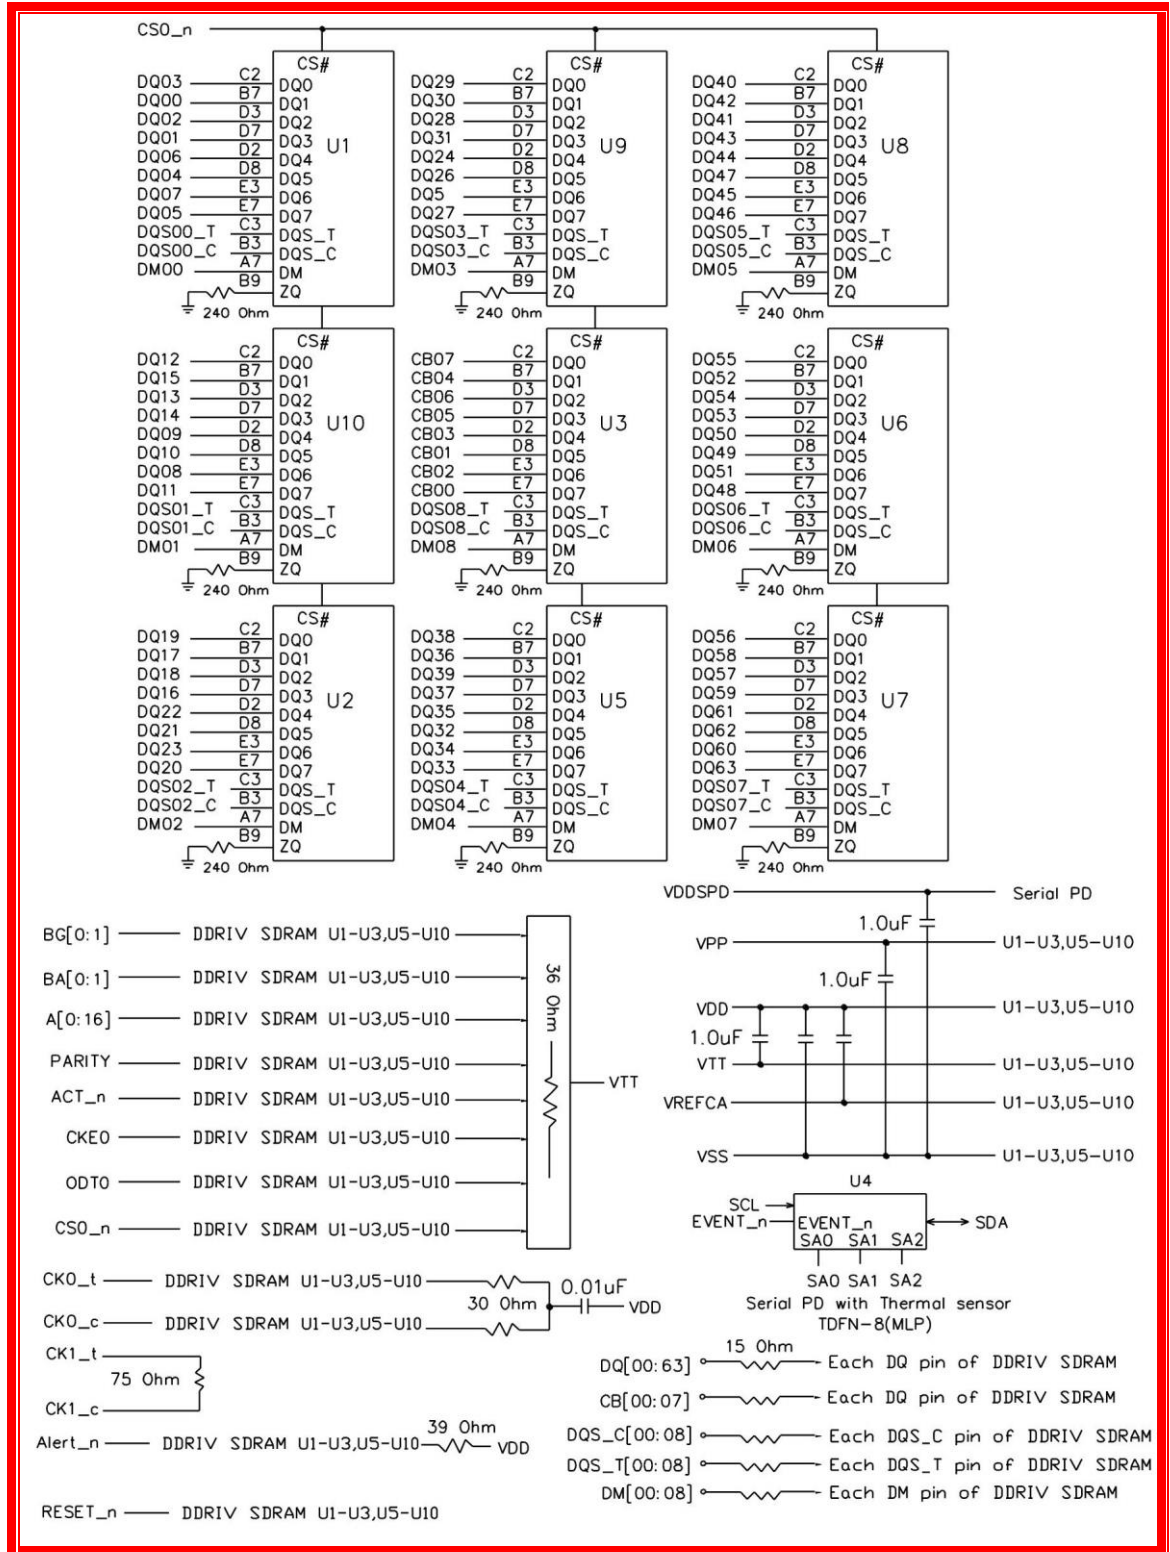 CS0_n
CS#
DQ03 C2 DQ0
DQ00 B7 DQ1
DQ02 D3 DQ2
DQ01 D7 DQ3 U1
DQ06 D2 DQ4
DQ04 D8 DQ5
DQ07 E3 DQ6
DQ05 E7 DQ7
DQS00_T C3 DQS_T
DQS00_C B3 DQS_C
DM00 A7 DM
B9 ZQ
240 Ohm
CS#
DQ29 C2 DQ0
DQ30 B7 DQ1
DQ28 D3 DQ2
DQ31 D7 DQ3 U9
DQ24 D2 DQ4
DQ26 D8 DQ5
DQ5 E3 DQ6
DQ27 E7 DQ7
DQS03_T C3 DQS_T
DQS03_C B3 DQS_C
DM03 A7 DM
B9 ZQ
240 Ohm
CS#
DQ40 C2 DQ0
DQ42 B7 DQ1
DQ41 D3 DQ2
DQ43 D7 DQ3 U8
DQ44 D2 DQ4
DQ47 D8 DQ5
DQ45 E3 DQ6
DQ46 E7 DQ7
DQS05_T C3 DQS_T
DQS05_C B3 DQS_C
DM05 A7 DM
B9 ZQ
240 Ohm
CS#
DQ12 C2 DQ0
DQ15 B7 DQ1
DQ13 D3 DQ2
DQ14 D7 DQ3 U10
DQ09 D2 DQ4
DQ10 D8 DQ5
DQ08 E3 DQ6
DQ11 E7 DQ7
DQS01_T C3 DQS_T
DQS01_C B3 DQS_C
DM01 A7 DM
B9 ZQ
240 Ohm
CS#
CB07 C2 DQ0
CB04 B7 DQ1
CB06 D3 DQ2
CB05 D7 DQ3 U3
CB03 D2 DQ4
CB01 D8 DQ5
CB02 E3 DQ6
CB00 E7 DQ7
DQS08_T C3 DQS_T
DQS08_C B3 DQS_C
DM08 A7 DM
B9 ZQ
240 Ohm
CS#
DQ55 C2 DQ0
DQ52 B7 DQ1
DQ54 D3 DQ2
DQ53 D7 DQ3 U6
DQ50 D2 DQ4
DQ49 D8 DQ5
DQ51 E3 DQ6
DQ48 E7 DQ7
DQS06_T C3 DQS_T
DQS06_C B3 DQS_C
DM06 A7 DM
B9 ZQ
240 Ohm
CS#
DQ19 C2 DQ0
DQ17 B7 DQ1
DQ18 D3 DQ2
DQ16 D7 DQ3 U2
DQ22 D2 DQ4
DQ21 D8 DQ5
DQ23 E3 DQ6
DQ20 E7 DQ7
DQS02_T C3 DQS_T
DQS02_C B3 DQS_C
DM02 A7 DM
B9 ZQ
240 Ohm
CS#
DQ38 C2 DQ0
DQ36 B7 DQ1
DQ39 D3 DQ2
DQ37 D7 DQ3 U5
DQ35 D2 DQ4
DQ32 D8 DQ5
DQ34 E3 DQ6
DQ33 E7 DQ7
DQS04_T C3 DQS_T
DQS04_C B3 DQS_C
DM04 A7 DM
B9 ZQ
240 Ohm
CS#
DQ56 C2 DQ0
DQ58 B7 DQ1
DQ57 D3 DQ2
DQ59 D7 DQ3 U7
DQ61 D2 DQ4
DQ62 D8 DQ5
DQ60 E3 DQ6
DQ63 E7 DQ7
DQS07_T C3 DQS_T
DQS07_C B3 DQS_C
DM07 A7 DM
B9 ZQ
240 Ohm
BG[0:1] DDRIV SDRAM U1-U3,U5-U10
BA[0:1] DDRIV SDRAM U1-U3,U5-U10
A[0:16] DDRIV SDRAM U1-U3,U5-U10
PARITY DDRIV SDRAM U1-U3,U5-U10
ACT_n DDRIV SDRAM U1-U3,U5-U10
CKE0 DDRIV SDRAM U1-U3,U5-U10
ODT0 DDRIV SDRAM U1-U3,U5-U10
CS0_n DDRIV SDRAM U1-U3,U5-U10
36 Ohm
VTT
VDDSPD Serial PD
1.0uF
VPP U1-U3,U5-U10
1.0uF
VDD U1-U3,U5-U10
1.0uF
VTT U1-U3,U5-U10
VREFCA U1-U3,U5-U10
VSS U1-U3,U5-U10
U4
SCL
EVENT_n EVENT_n SDA
SA0 SA1 SA2
SA0 SA1 SA2
Serial PD with Thermal sensor
TDFN-8(MLP)
CK0_t DDRIV SDRAM U1-U3,U5-U10
30 Ohm 0.01uF VDD
CK0_c DDRIV SDRAM U1-U3,U5-U10
CK1_t
75 Ohm
CK1_c
39 Ohm
Alert_n DDRIV SDRAM U1-U3,U5-U10 VDD
RESET_n DDRIV SDRAM U1-U3,U5-U10
15 Ohm
DQ[00:63] Each DQ pin of DDRIV SDRAM
CB[00:07] Each DQ pin of DDRIV SDRAM
DQS_C[00:08] Each DQS_C pin of DDRIV SDRAM
DQS_T[00:08] Each DQS_T pin of DDRIV SDRAM
DM[00:08] Each DM pin of DDRIV SDRAM